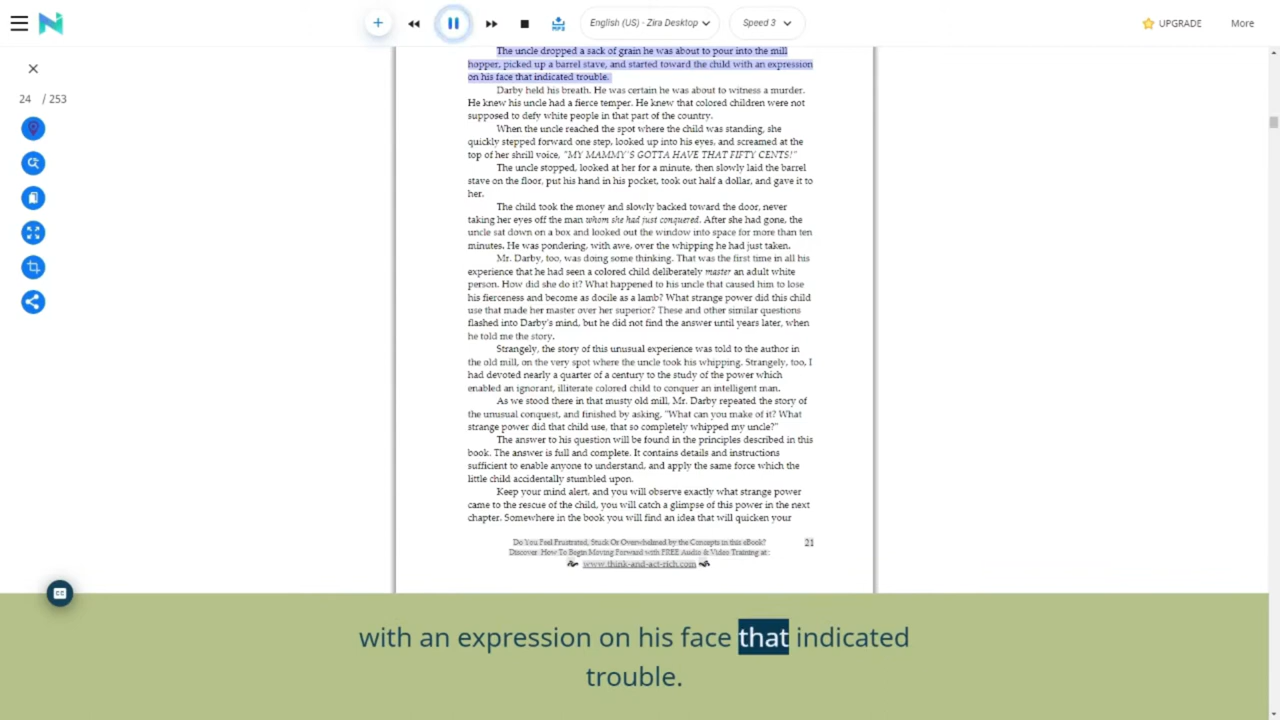 English (US) - Zira Desktop
Speed 3
UPGRADE
More
MP3
24 / 253
The uncle dropped a sack of grain he was about to pour into the mill
hopper, picked up a barrel stave, and started toward the child with an expression
on his face that indicated trouble.
Darby held his breath. He was certain he was about to witness a murder.
He knew his uncle had a fierce temper. He knew that colored children were not
supposed to defy white people in that part of the country.
When the uncle reached the spot where the child was standing, she
quickly stepped forward one step, looked up into his eyes, and screamed at the
top of her shrill voice, "MY MAMMY'S GOTTA HAVE THAT FIFTY CENTS!"
The uncle stopped, looked at her for a minute, then slowly laid the barrel
stave on the floor, put his hand in his pocket, took out half a dollar, and gave it to
her.
The child took the money and slowly backed toward the door, never
taking her eyes off the man whom she had just conquered. After she had gone, the
uncle sat down on a box and looked out the window into space for more than ten
minutes. He was pondering, with awe, over the whipping he had just taken.
Mr. Darby, too, was doing some thinking. That was the first time in all his
experience that he had seen a colored child deliberately master an adult white
person. How did she do it? What happened to his uncle that caused him to lose
his fierceness and become as docile as a lamb? What strange power did this child
use that made her master over her superior? These and other similar questions
flashed into Darby's mind, but he did not find the answer until years later, when
he told me the story.
Strangely, the story of this unusual experience was told to the author in
the old mill, on the very spot where the uncle took his whipping. Strangely, too, I
had devoted nearly a quarter of a century to the study of the power which
enabled an ignorant, illiterate colored child to conquer an intelligent man.
As we stood there in that musty old mill, Mr. Darby repeated the story of
the unusual conquest, and finished by asking, "What can you make of it? What
strange power did that child use, that so completely whipped my uncle?"
The answer to his question will be found in the principles described in this
book. The answer is full and complete. It contains details and instructions
sufficient to enable anyone to understand, and apply the same force which the
little child accidentally stumbled upon.
Keep your mind alert, and you will observe exactly what strange power
came to the rescue of the child, you will catch a glimpse of this power in the next
chapter. Somewhere in the book you will find an idea that will quicken your
Do You Feel Frustrated, Stuck Or Overwhelmed by the Concepts in this eBook?
21
Discover: How To Begin Moving Forward with FREE Audio & Video Training at:
www.think-and-act-rich.com
CC
with an expression on his face that indicated
trouble.